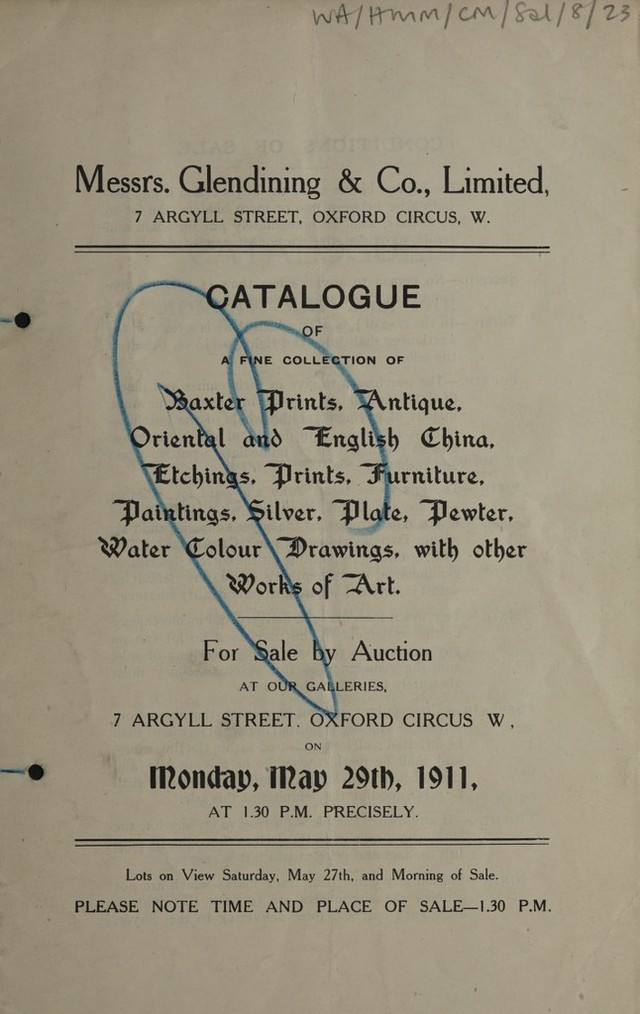 WA/HMM/CM/Sal/8/23
Messrs. Glendining & Co., Limited,
7 ARGYLL STREET, OXFORD CIRCUS, W.
CATALOGUE
OF
A FINE COLLECTION OF
Baxter Prints, Antique,
Oriental and English China,
Etchings, Prints, Furniture,
Paintings, Silver, Plate, Pewter,
Water Colour Drawings, with other
Works of Art.
For Sale by Auction
AT OUR GALLERIES,
7 ARGYLL STREET, OXFORD CIRCUS W,
ON
Monday, May 29th, 1911,
AT 1.30 P.M. PRECISELY.
Lots on View Saturday, May 27th, and Morning of Sale.
PLEASE NOTE TIME AND PLACE OF SALE—1.30 P.M.